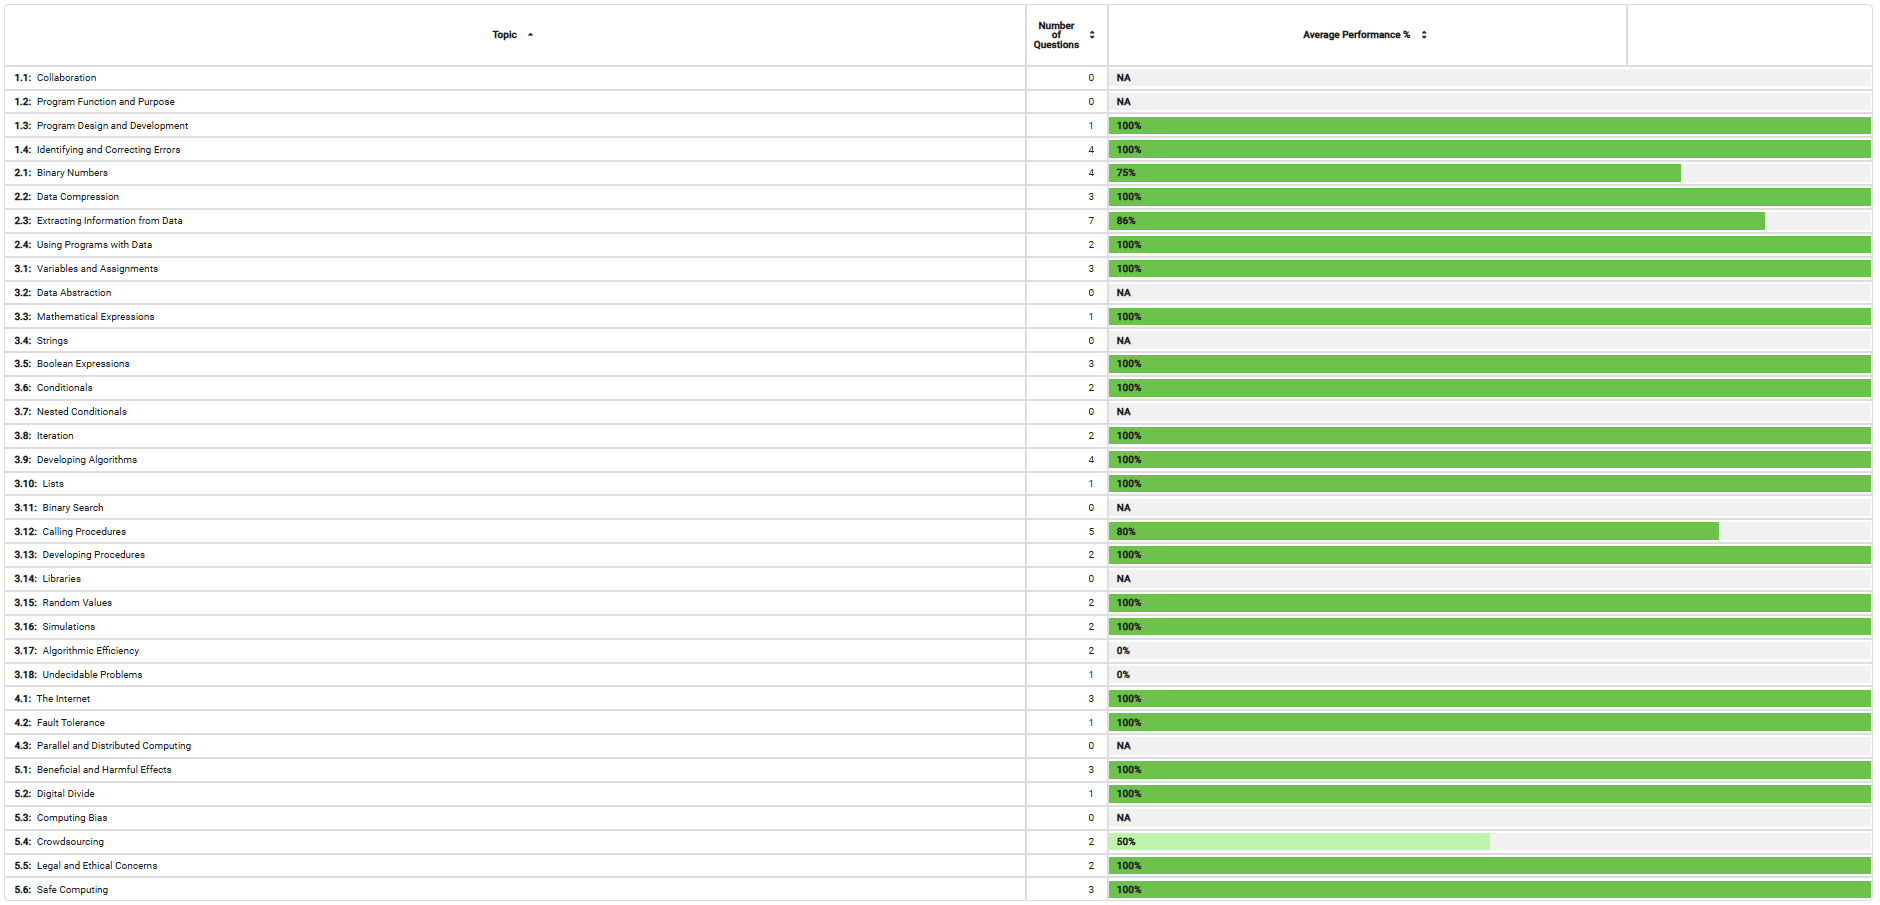 Topic
Number of Questions
Average Performance %
1.1: Collaboration 0 NA
1.2: Program Function and Purpose 0 NA
1.3: Program Design and Development 1 100%
1.4: Identifying and Correcting Errors 4 100%
2.1: Binary Numbers 4 75%
2.2: Data Compression 3 100%
2.3: Extracting Information from Data 7 86%
2.4: Using Programs with Data 2 100%
3.1: Variables and Assignments 3 100%
3.2: Data Abstraction 0 NA
3.3: Mathematical Expressions 1 100%
3.4: Strings 0 NA
3.5: Boolean Expressions 3 100%
3.6: Conditionals 2 100%
3.7: Nested Conditionals 0 NA
3.8: Iteration 2 100%
3.9: Developing Algorithms 4 100%
3.10: Lists 1 100%
3.11: Binary Search 0 NA
3.12: Calling Procedures 5 80%
3.13: Developing Procedures 2 100%
3.14: Libraries 0 NA
3.15: Random Values 2 100%
3.16: Simulations 2 100%
3.17: Algorithmic Efficiency 2 0%
3.18: Undecidable Problems 1 0%
4.1: The Internet 3 100%
4.2: Fault Tolerance 1 100%
4.3: Parallel and Distributed Computing 0 NA
5.1: Beneficial and Harmful Effects 3 100%
5.2: Digital Divide 1 100%
5.3: Computing Bias 0 NA
5.4: Crowdsourcing 2 50%
5.5: Legal and Ethical Concerns 2 100%
5.6: Safe Computing 3 100%